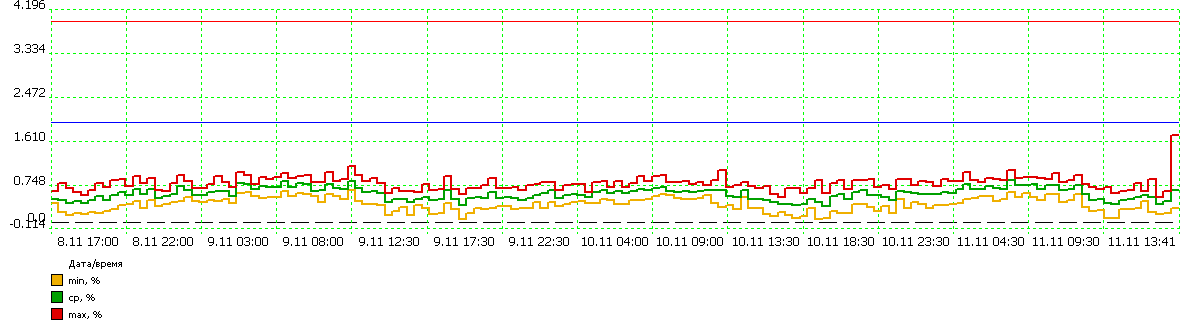 4.196
3.334
2.472
1.610
0.748
0.0
-0.114
8.11 17:00 8.11 22:00 9.11 03:00 9.11 08:00 9.11 12:30 9.11 17:30 9.11 22:30 10.11 04:00 10.11 09:00 10.11 13:30 10.11 18:30 10.11 23:30 11.11 04:30 11.11 09:30 11.11 13:41
Дата/время
min, %
ср, %
max, %